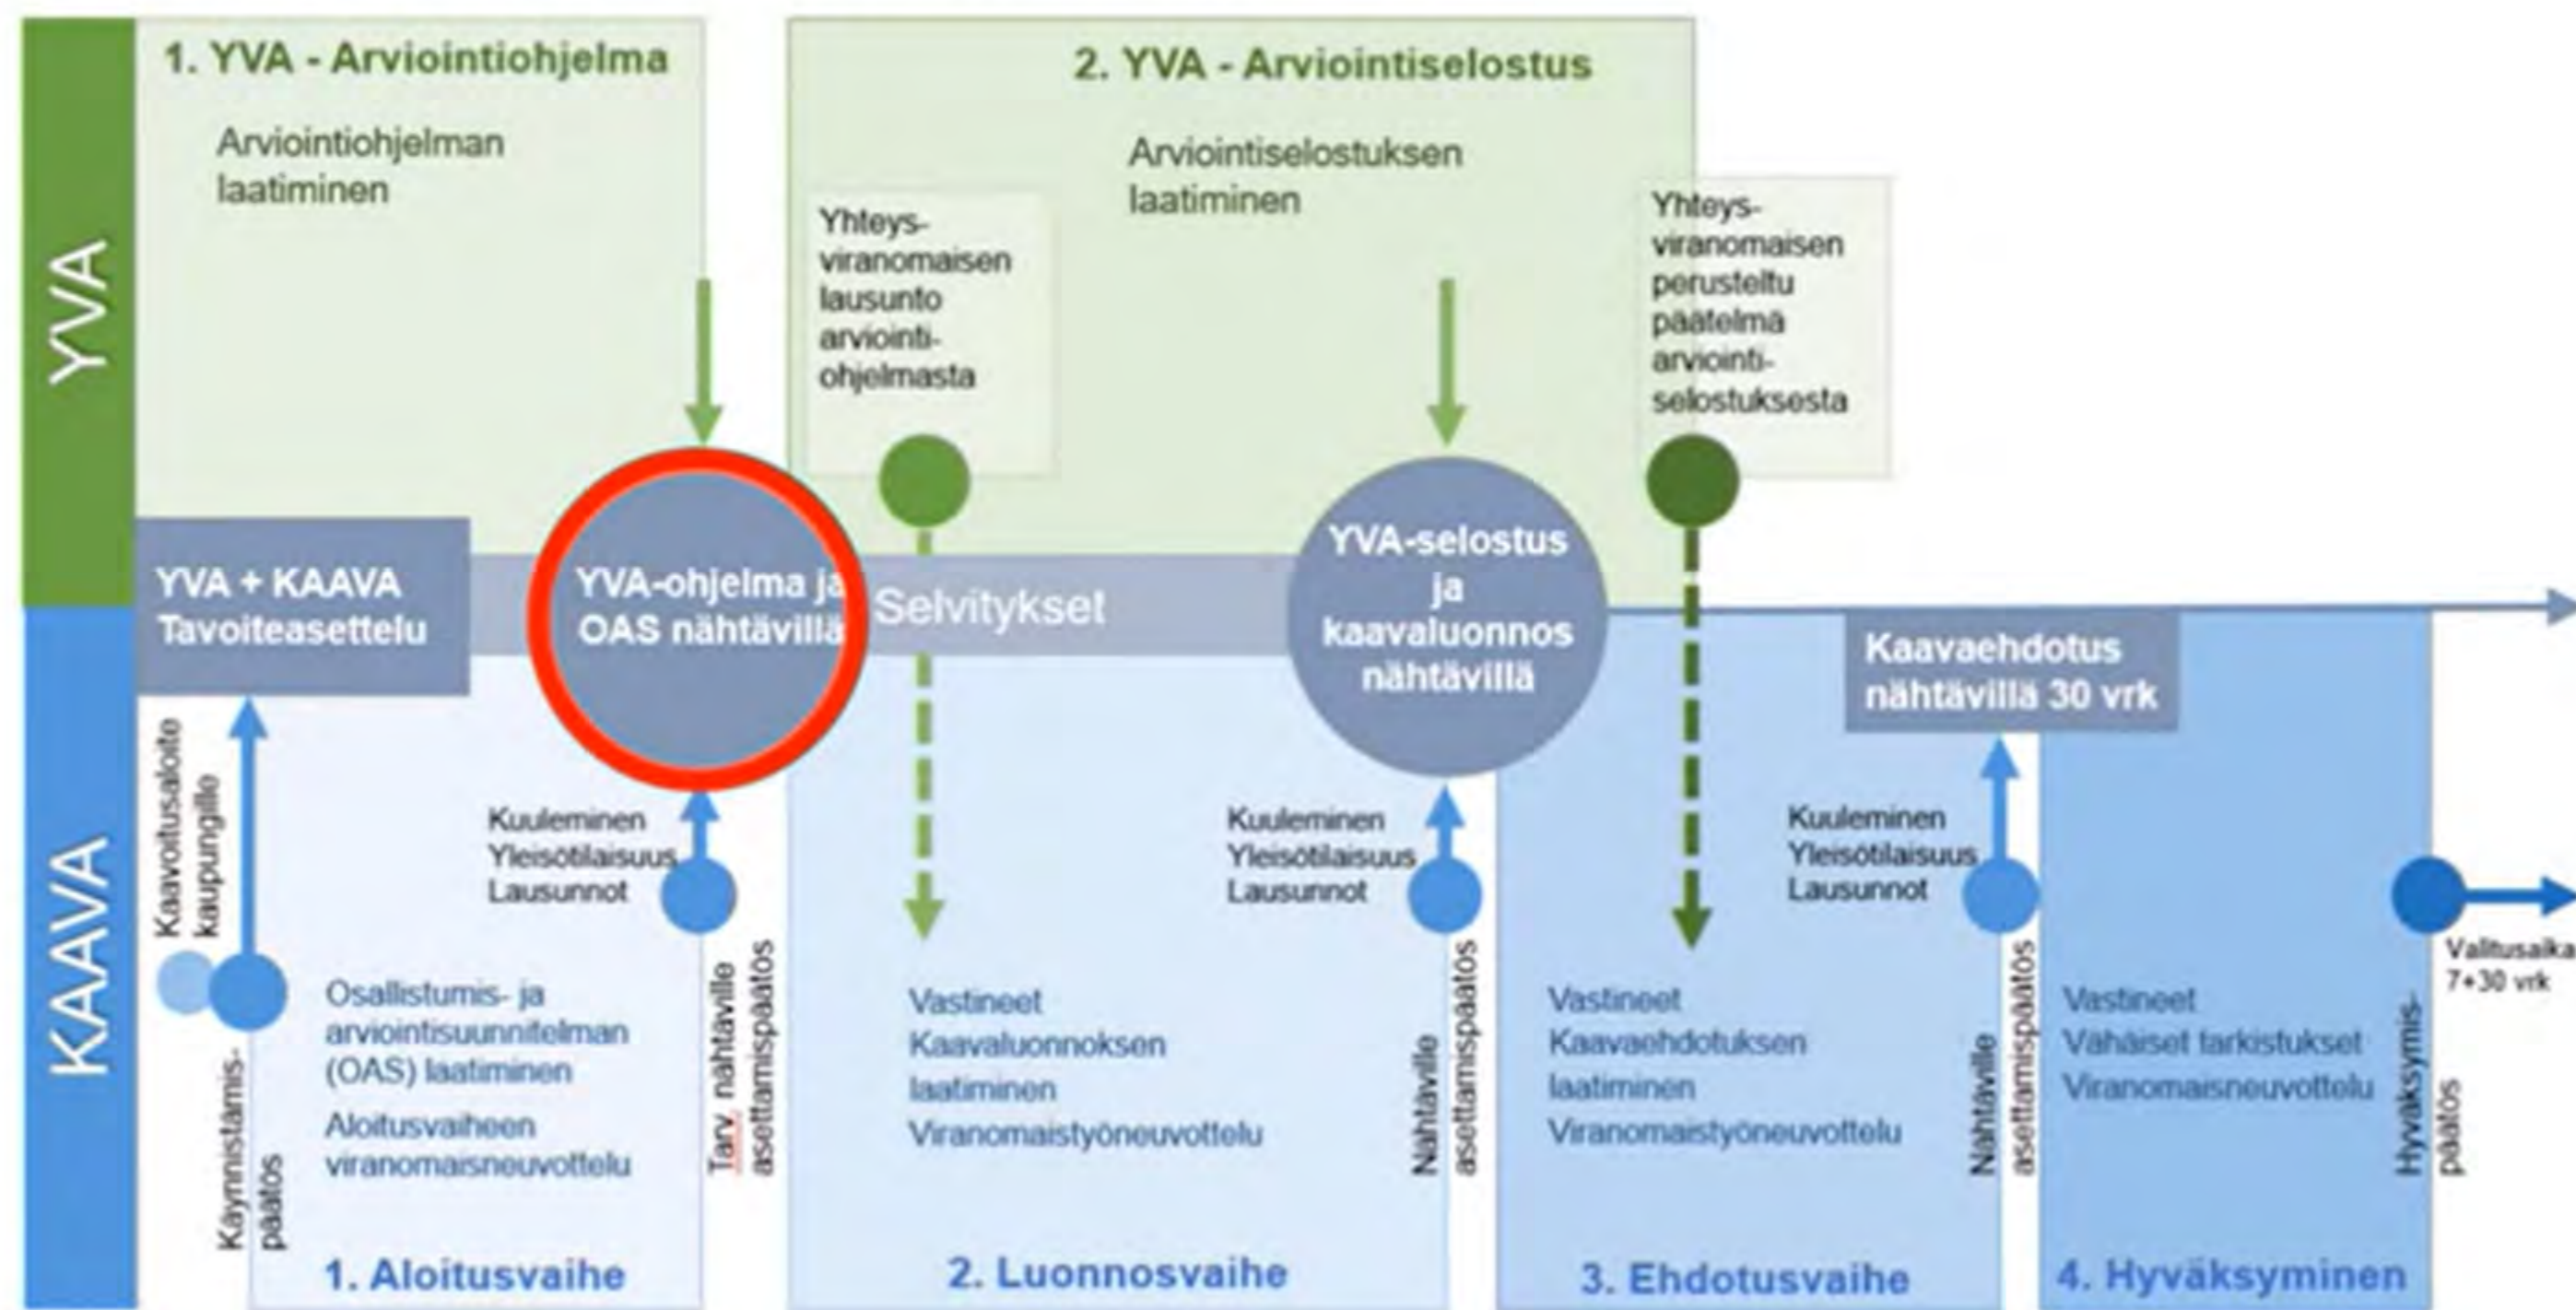 YVA
1. YVA - Arviointiohjelma
Arviointiohjelman
laatiminen
2. YVA - Arviointiselostus
Arviointiselostuksen
laatiminen
Yhteys-
viranomaisen
lausunto
arviointi-
ohjelmasta
Yhteys-
viranomaisen
perusteltu
päätelmä
arviointi-
selostuksesta
YVA + KAAVA
Tavoiteasettelu
YVA-ohjelma ja
OAS nähtävillä
Selvitykset
YVA-selostus
ja
kaavaluonnos
nähtävillä
Kaavaehdotus
nähtävillä 30 vrk
KAAVA
Kaavoitusaloite
kaupungille
Käynnistämis-
päätös
Kuuleminen
Yleisötilaisuus
Lausunnot
Osallistumis- ja
arviointisuunnitelman
(OAS) laatiminen
Aloitusvaiheen
viranomaisneuvottelu
Tarv. nähtäville
asettamispäätös
1. Aloitusvaihe
Kuuleminen
Yleisötilaisuus
Lausunnot
Vastineet
Kaavaluonnoksen
laatiminen
Viranomaistyöneuvottelu
Nähtäville
asettamispäätös
2. Luonnosvaihe
Kuuleminen
Yleisötilaisuus
Lausunnot
Vastineet
Kaavaehdotuksen
laatiminen
Viranomaistyöneuvottelu
Nähtäville
asettamispäätös
3. Ehdotusvaihe
Vastineet
Vähäiset tarkistukset
Viranomaisneuvottelu
Hyväksymis-
päätös
4. Hyväksyminen
Valitusaika
7+30 vrk